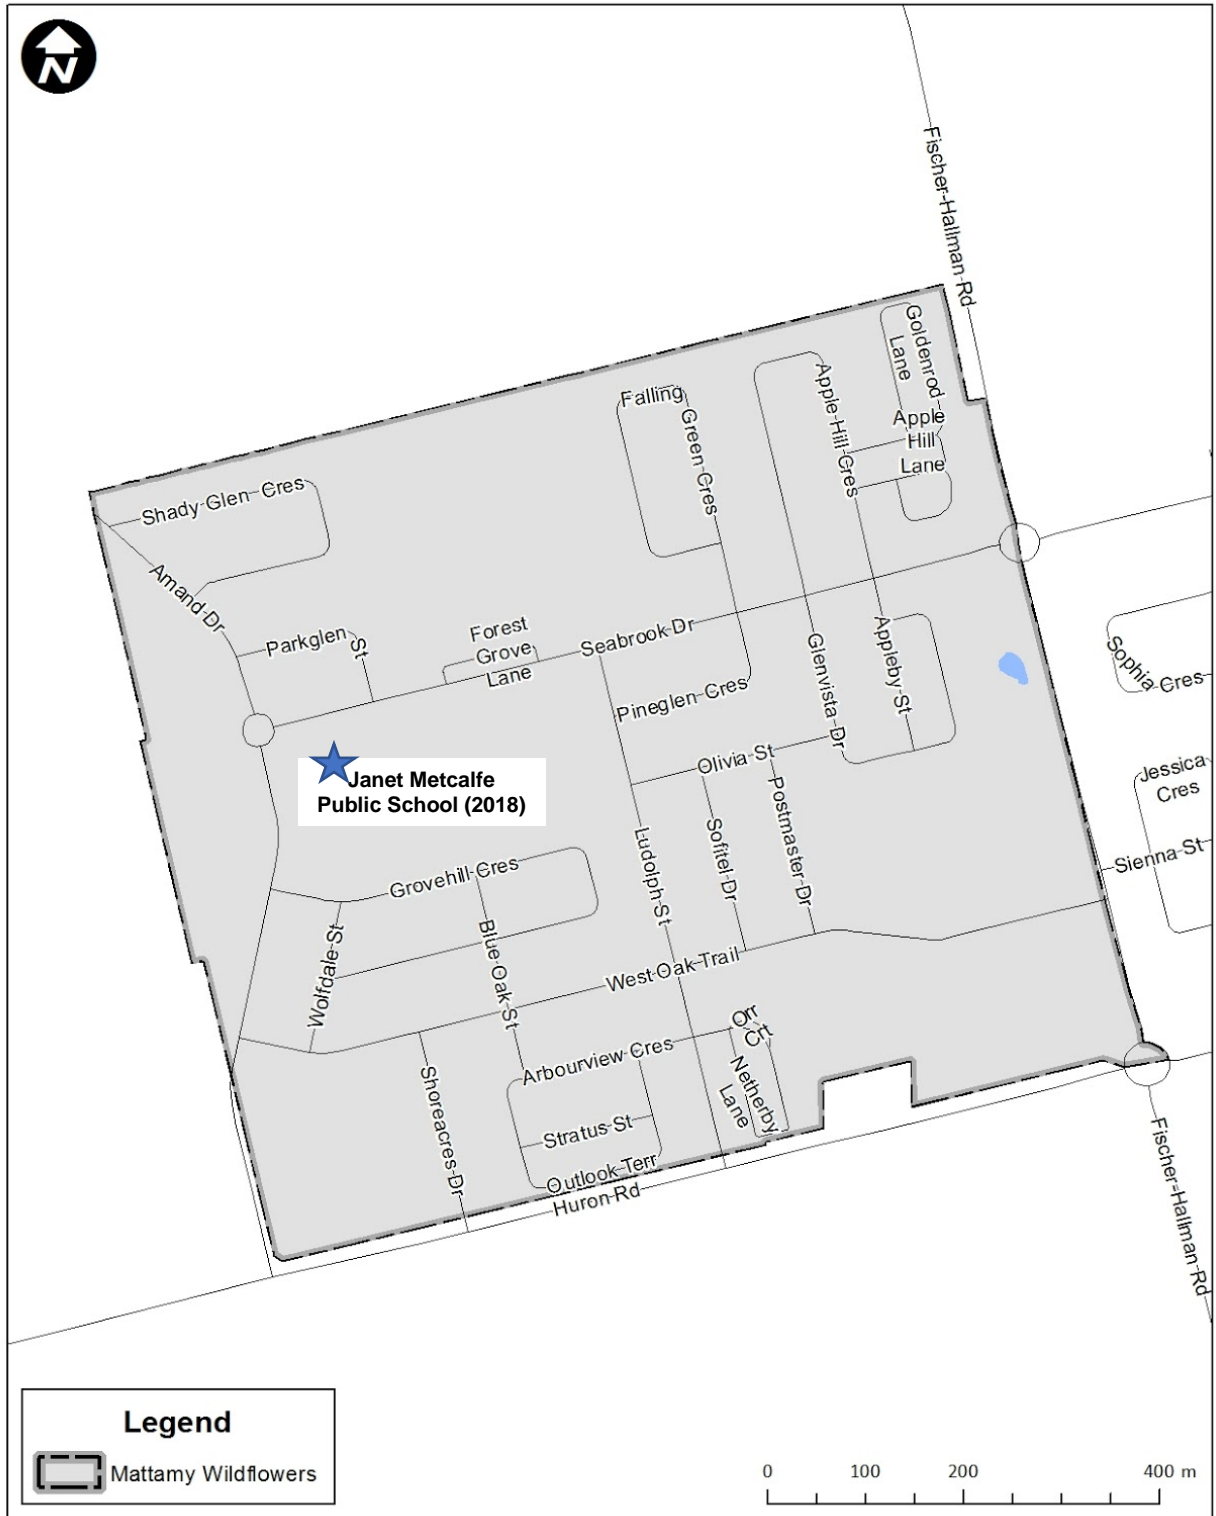 N
Fischer-Hallman Rd
Goldenrod
Lane
Apple
Hill
Lane
Apple Hill Cres
Falling
Green Cres
Shady Glen Cres
Amand Dr
Parkglen
St
Forest
Grove
Lane
Seabrook Dr
Pineglen Cres
Glenvista Dr
Appleby St
Sophia
Cres
Olivia St
Jessica
Cres
Janet Metcalfe
Public School (2018)
Postmaster Dr
Sofitel Dr
Ludolph St
Sienna St
Grovehill Cres
Blue Oak St
Wolfdale St
West Oak Trail
Orr
Crt
Arbourview Cres
Netherby
Lane
Shoreacres Dr
Stratus St
Outlook Terr
Huron Rd
Fischer-Hallman Rd
Legend
Mattamy Wildflowers
0 100 200 400 m